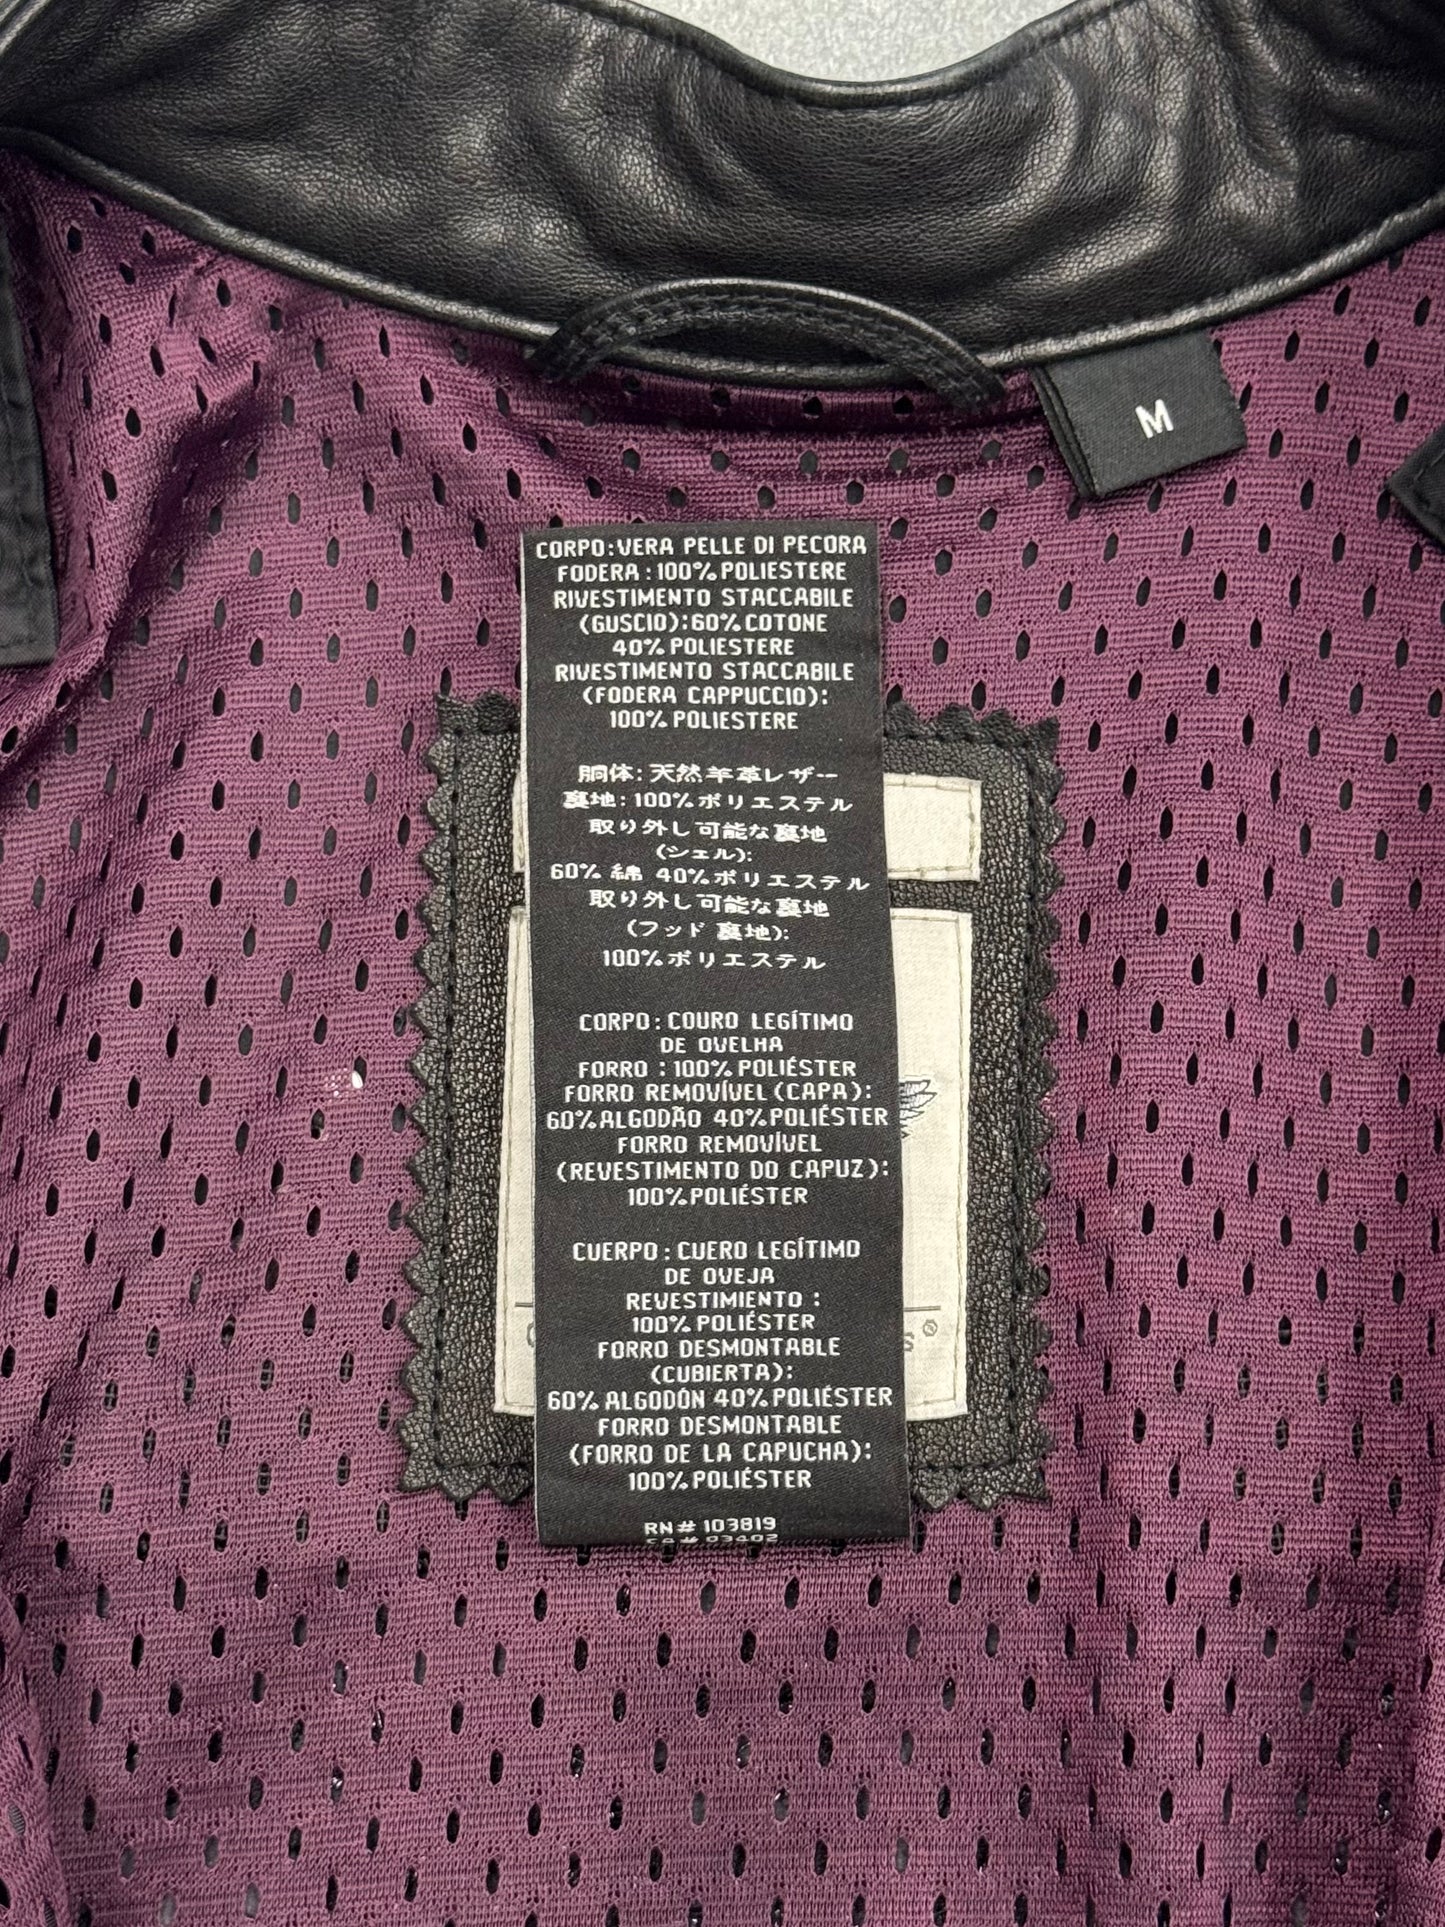 M
CORPO:VERA PELLE DI PECORA
FODERA : 100% POLIESTERE
RIVESTIMENTO STACCABILE
(GUSCIO):60% COTONE
40% POLIESTERE
RIVESTIMENTO STACCABILE
(FODERA CAPPUCCIO):
100% POLIESTERE
胴体: 天然羊革レザー
裏地: 100% ポリエステル
取り外し可能な裏地
(シェル):
60% 綿 40% ポリエステル
取り外し可能な裏地
(フッド 裏地):
100% ポリエステル
CORPO : COURO LEGÍTIMO
DE OVELHA
FORRO : 100% POLIÉSTER
FORRO REMOVÍVEL (CAPA):
60% ALGODÃO 40% POLIÉSTER
FORRO REMOVÍVEL
(REVESTIMENTO DO CAPUZ):
100% POLIÉSTER
CUERPO : CUERO LEGÍTIMO
DE OVEJA
REVESTIMIENTO :
100% POLIÉSTER
FORRO DESMONTABLE
(CUBIERTA):
60% ALGODÓN 40% POLIÉSTER
FORRO DESMONTABLE
(FORRO DE LA CAPUCHA):
100% POLIÉSTER
RN # 103819
CA # 03402
S®